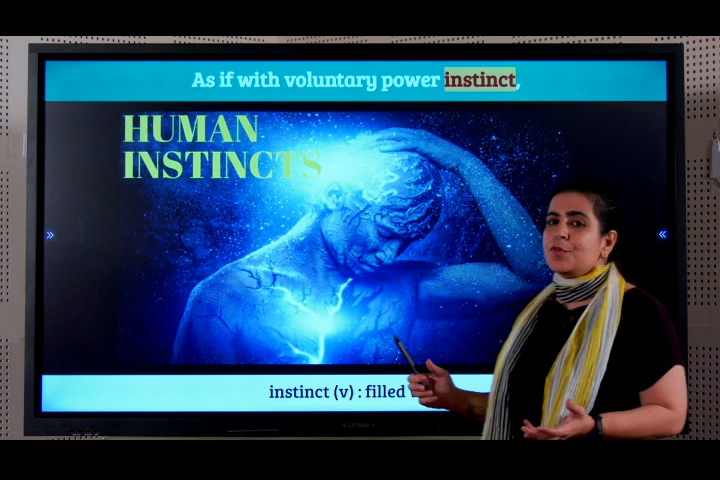 As if with voluntary power instinct,
HUMAN
INSTINCTS
instinct (v) : filled